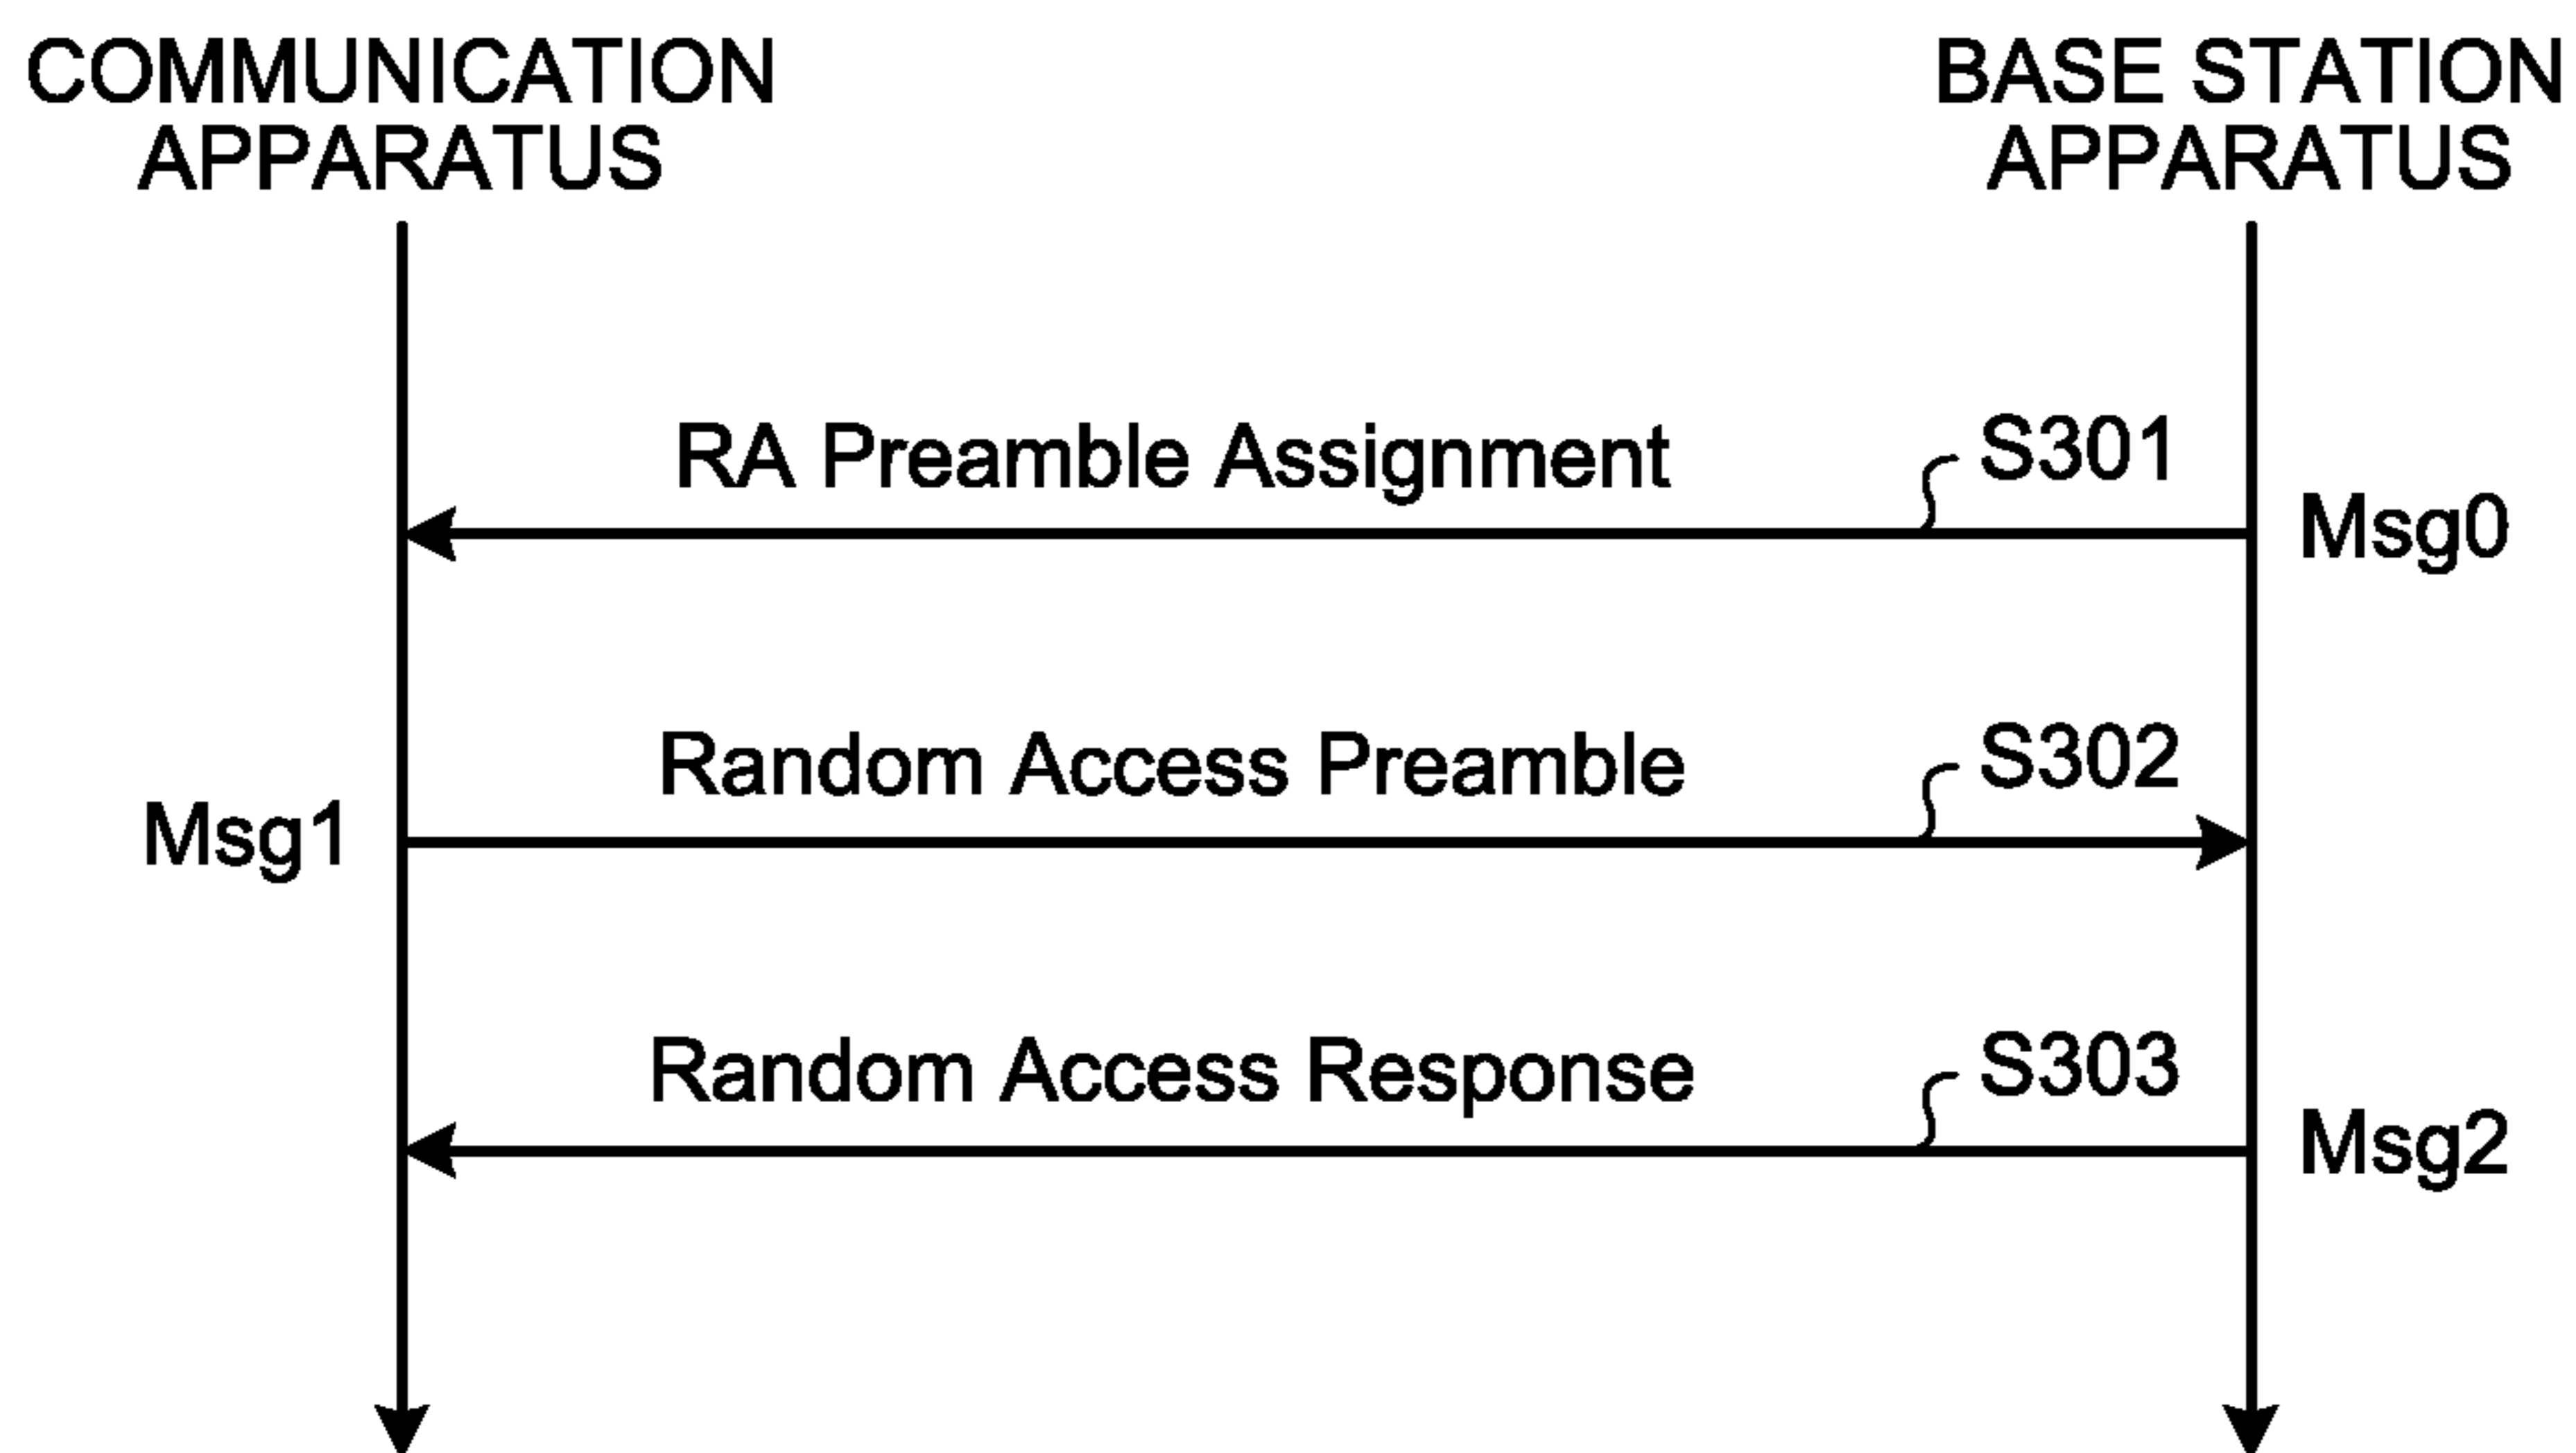 COMMUNICATION
APPARATUS
BASE STATION
APPARATUS
RA Preamble Assignment
S301
Msg0
Random Access Preamble
S302
Msg1
Random Access Response
S303
Msg2